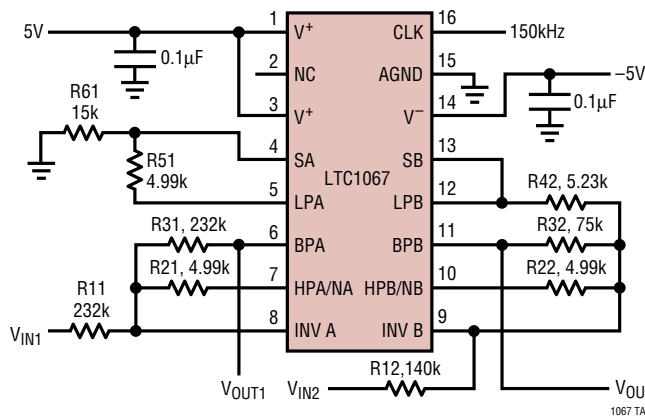 5V
0.1µF
R61
15k
R51
4.99k
R31, 232k
R21, 4.99k
R11
232k
VIN1
VOUT1
1
V+
2
NC
3
V+
4
SA
5
LPA
6
BPA
7
HPA/NA
8
INV A
LTC1067
16
CLK
15
AGND
14
V−
13
SB
12
LPB
11
BPB
10
HPB/NB
9
INV B
150kHz
–5V
0.1µF
R42, 5.23k
R32, 75k
R22, 4.99k
R12,140k
VIN2
VOU
1067 TA